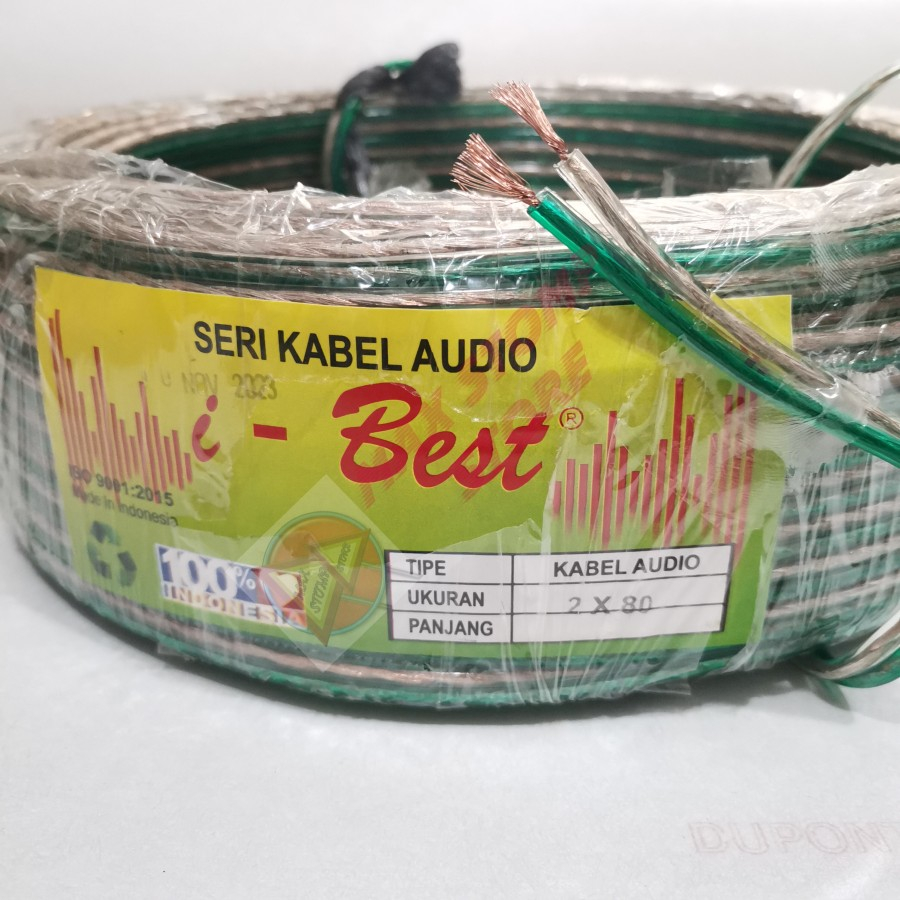 SERI KABEL AUDIO
NOV 2023
i - Best®
ISO 9001:2015
Made In Indonesia
100%
INDONESIA
TIPE KABEL AUDIO
UKURAN 2 X 80
PANJANG
STORE
DUPONT